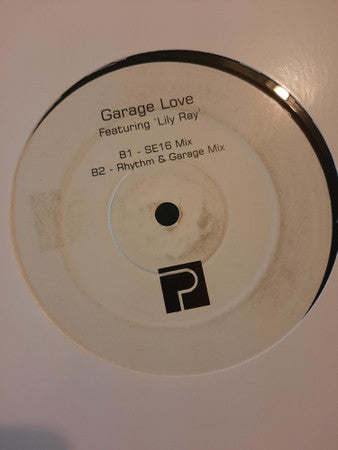 Garage Love
Featuring 'Lily Ray'
B1 - SE16 Mix
B2 - Rhythm & Garage Mix
P